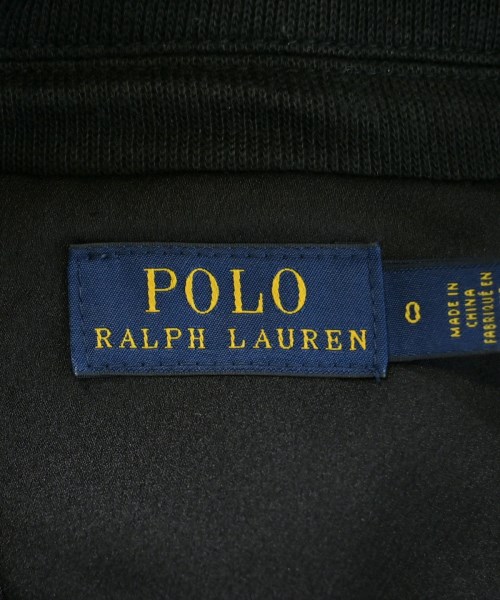 POLO
RALPH LAUREN
0
MADE IN
CHINA
FABRIQUÉ EN